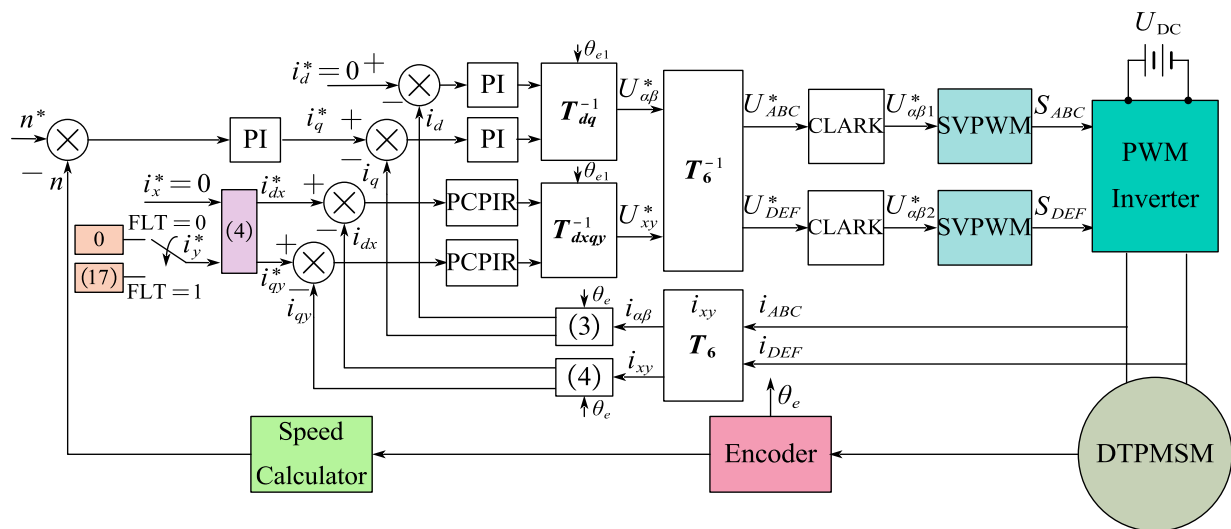 U_DC
θ_e1
i_d^* = 0
+
PI
T_dq^-1
U_αβ^*
U_ABC^*
CLARK
U_αβ1^*
SVPWM
S_ABC
PWM
Inverter
−
i_d
n^*
PI
i_q^*
+
PI
− n
−
i_q
θ_e1
T_6^-1
i_x^* = 0
i_dx^*
+
PCPIR
T_dxqy^-1
U_xy^*
U_DEF^*
CLARK
U_αβ2^*
SVPWM
S_DEF
FLT = 0
0
i_y^*
(4)
−
i_dx
+
PCPIR
(17)
FLT = 1
i_qy^*
−
i_qy
θ_e
(3)
i_αβ
i_xy
T_6
i_ABC
i_DEF
(4)
i_xy
θ_e
θ_e
Speed
Calculator
Encoder
DTPMSM